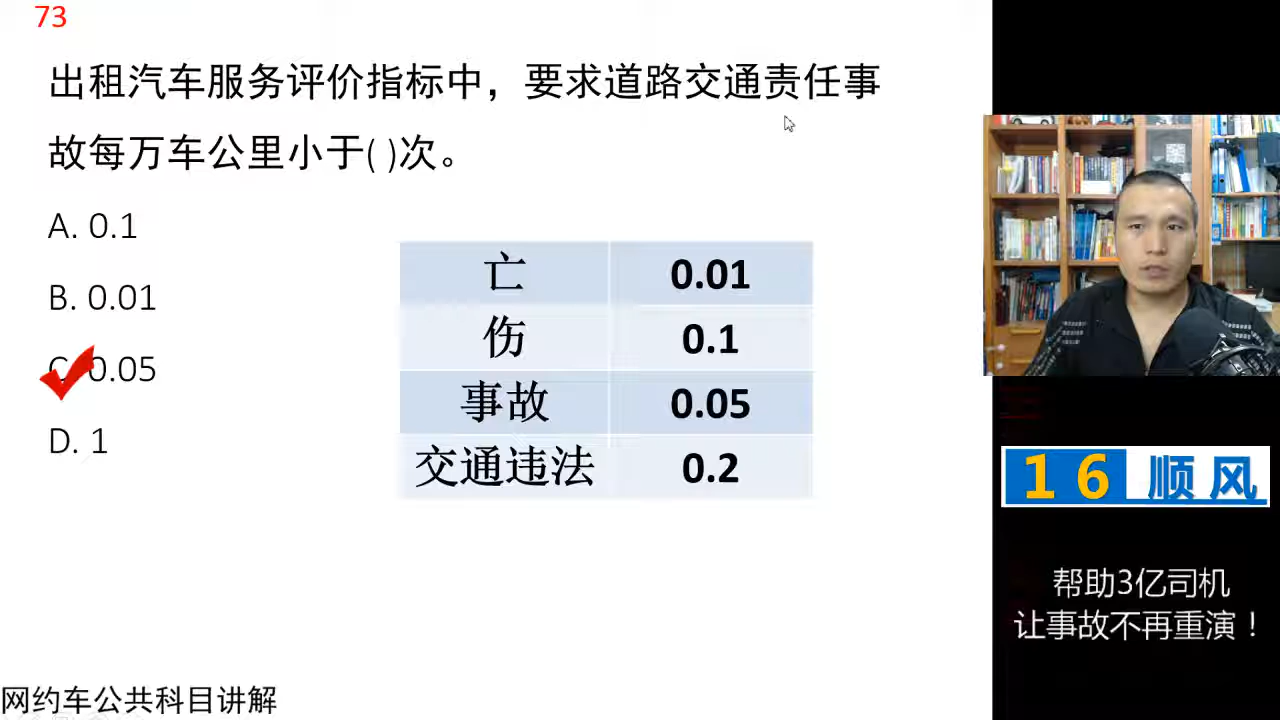 73
出租汽车服务评价指标中，要求道路交通责任事
故每万车公里小于( )次。
A. 0.1
B. 0.01
C 0.05
D. 1
亡 0.01
伤 0.1
事故 0.05
交通违法 0.2
16 顺风
帮助3亿司机
让事故不再重演！
网约车公共科目讲解